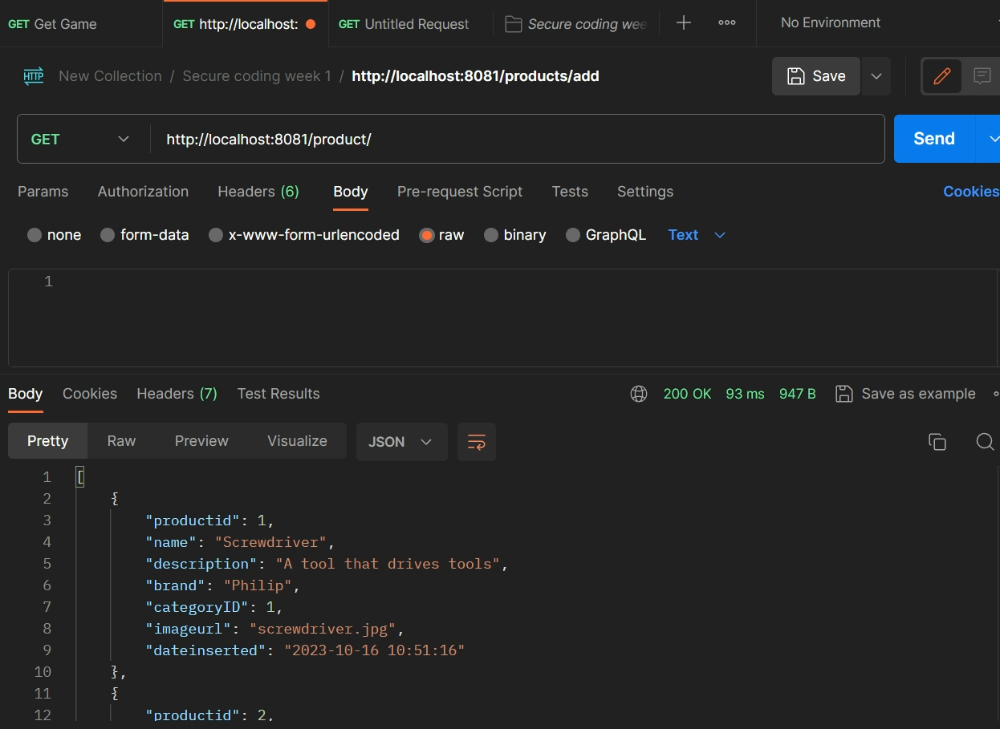 GET Get Game GET http://localhost: GET Untitled Request Secure coding wee No Environment
HTTP New Collection / Secure coding week 1 / http://localhost:8081/products/add Save
GET http://localhost:8081/product/ Send
Params Authorization Headers (6) Body Pre-request Script Tests Settings Cookies
none form-data x-www-form-urlencoded raw binary GraphQL Text
1
Body Cookies Headers (7) Test Results 200 OK 93 ms 947 B Save as example
Pretty Raw Preview Visualize JSON
1 [
2 {
3 "productid": 1,
4 "name": "Screwdriver",
5 "description": "A tool that drives tools",
6 "brand": "Philip",
7 "categoryID": 1,
8 "imageurl": "screwdriver.jpg",
9 "dateinserted": "2023-10-16 10:51:16"
10 },
11 {
12 "productid": 2,